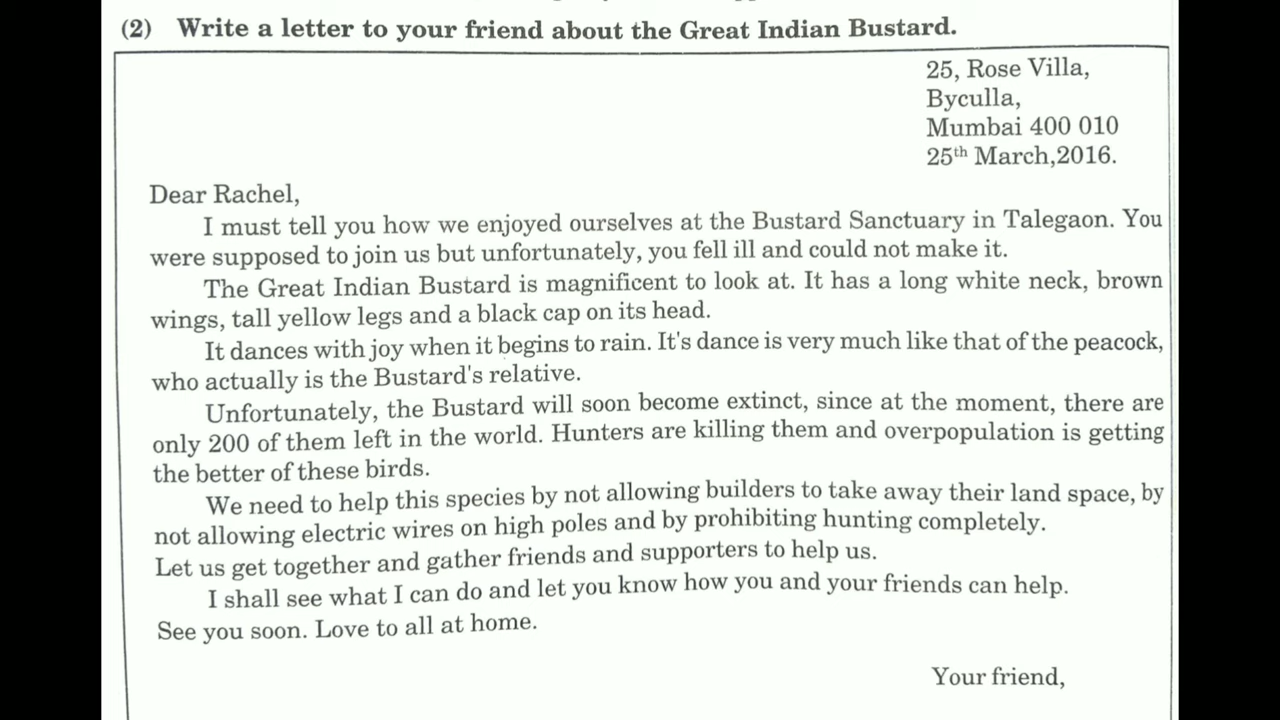 (2) Write a letter to your friend about the Great Indian Bustard.
25, Rose Villa,
Byculla,
Mumbai 400 010
25th March,2016.
Dear Rachel,
I must tell you how we enjoyed ourselves at the Bustard Sanctuary in Talegaon. You
were supposed to join us but unfortunately, you fell ill and could not make it.
The Great Indian Bustard is magnificent to look at. It has a long white neck, brown
wings, tall yellow legs and a black cap on its head.
It dances with joy when it begins to rain. It's dance is very much like that of the peacock,
who actually is the Bustard's relative.
Unfortunately, the Bustard will soon become extinct, since at the moment, there are
only 200 of them left in the world. Hunters are killing them and overpopulation is getting
the better of these birds.
We need to help this species by not allowing builders to take away their land space, by
not allowing electric wires on high poles and by prohibiting hunting completely.
Let us get together and gather friends and supporters to help us.
I shall see what I can do and let you know how you and your friends can help.
See you soon. Love to all at home.
Your friend,